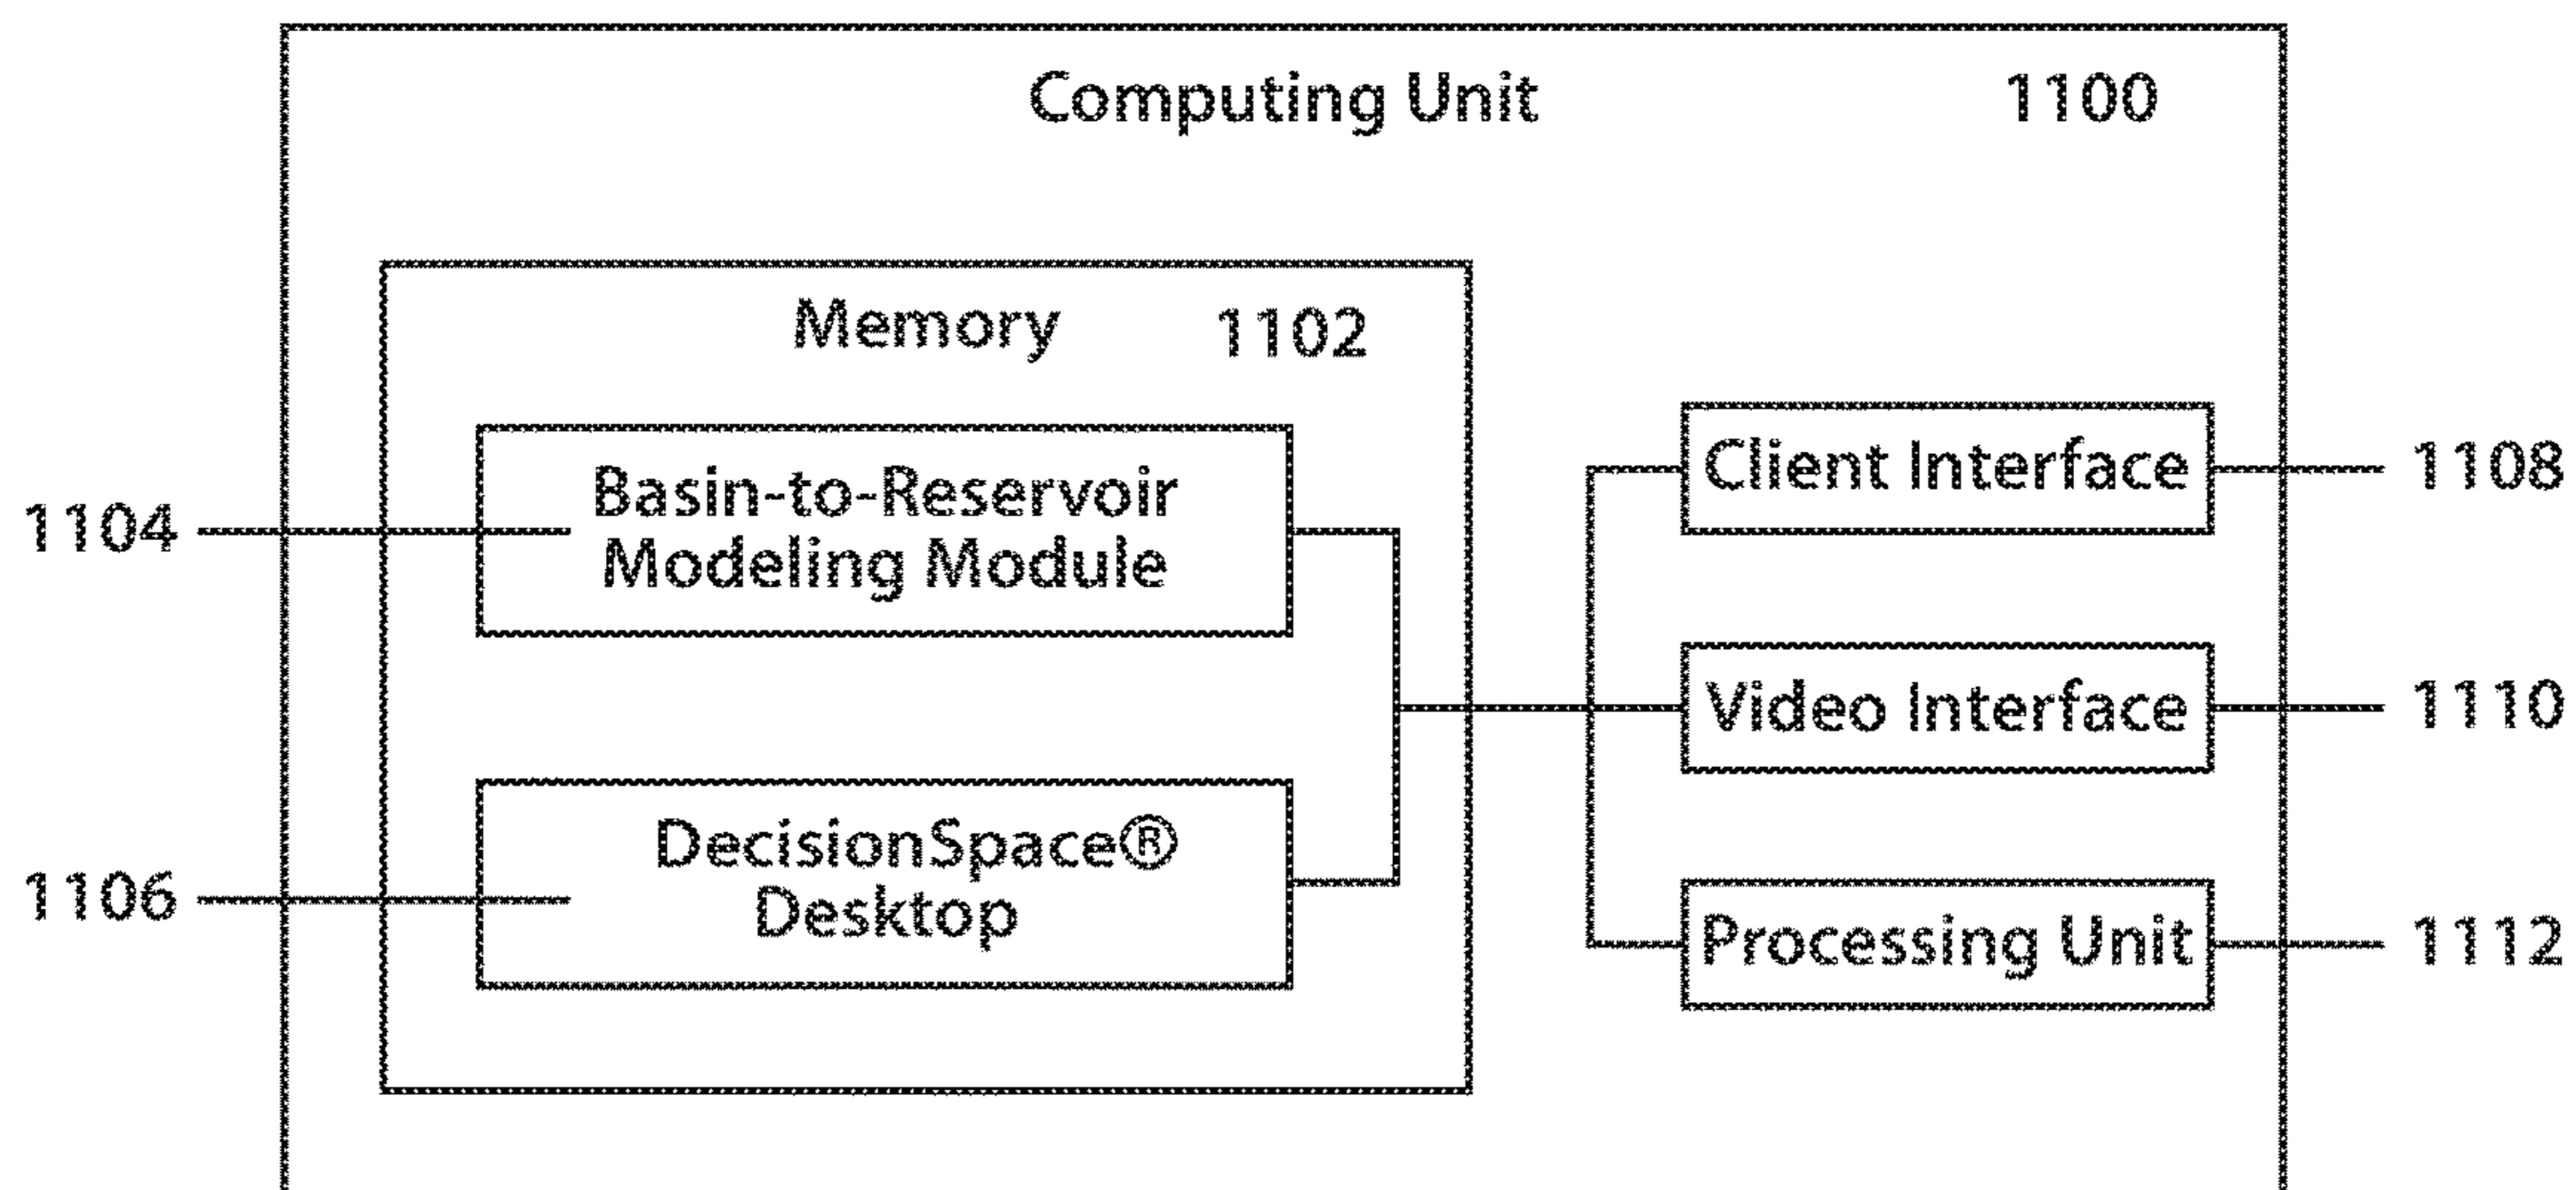 Computing Unit 1100
Memory 1102
1104
Basin-to-Reservoir
Modeling Module
1106
DecisionSpace®
Desktop
Client Interface 1108
Video Interface 1110
Processing Unit 1112